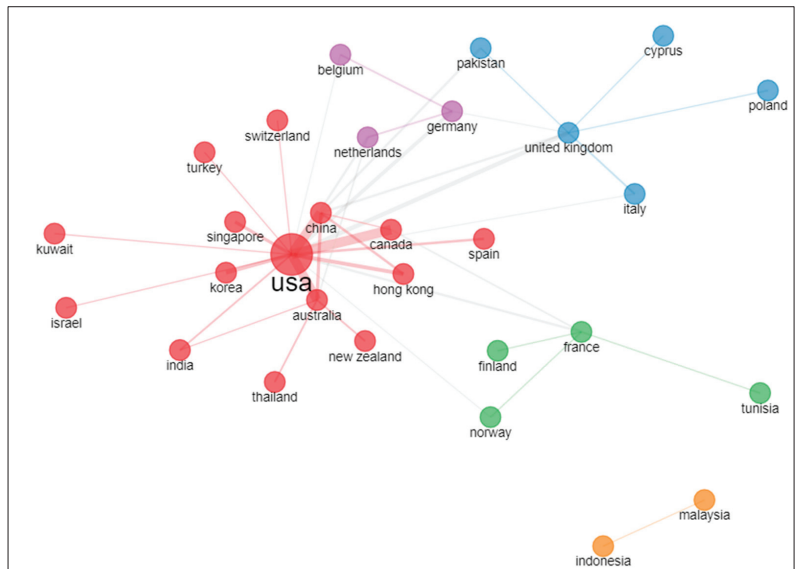 cyprus
belgium
pakistan
poland
germany
switzerland
united kingdom
netherlands
turkey
italy
china
singapore
canada
kuwait
spain
usa
korea
hong kong
australia
israel
france
new zealand
india
finland
thailand
tunisia
norway
malaysia
indonesia